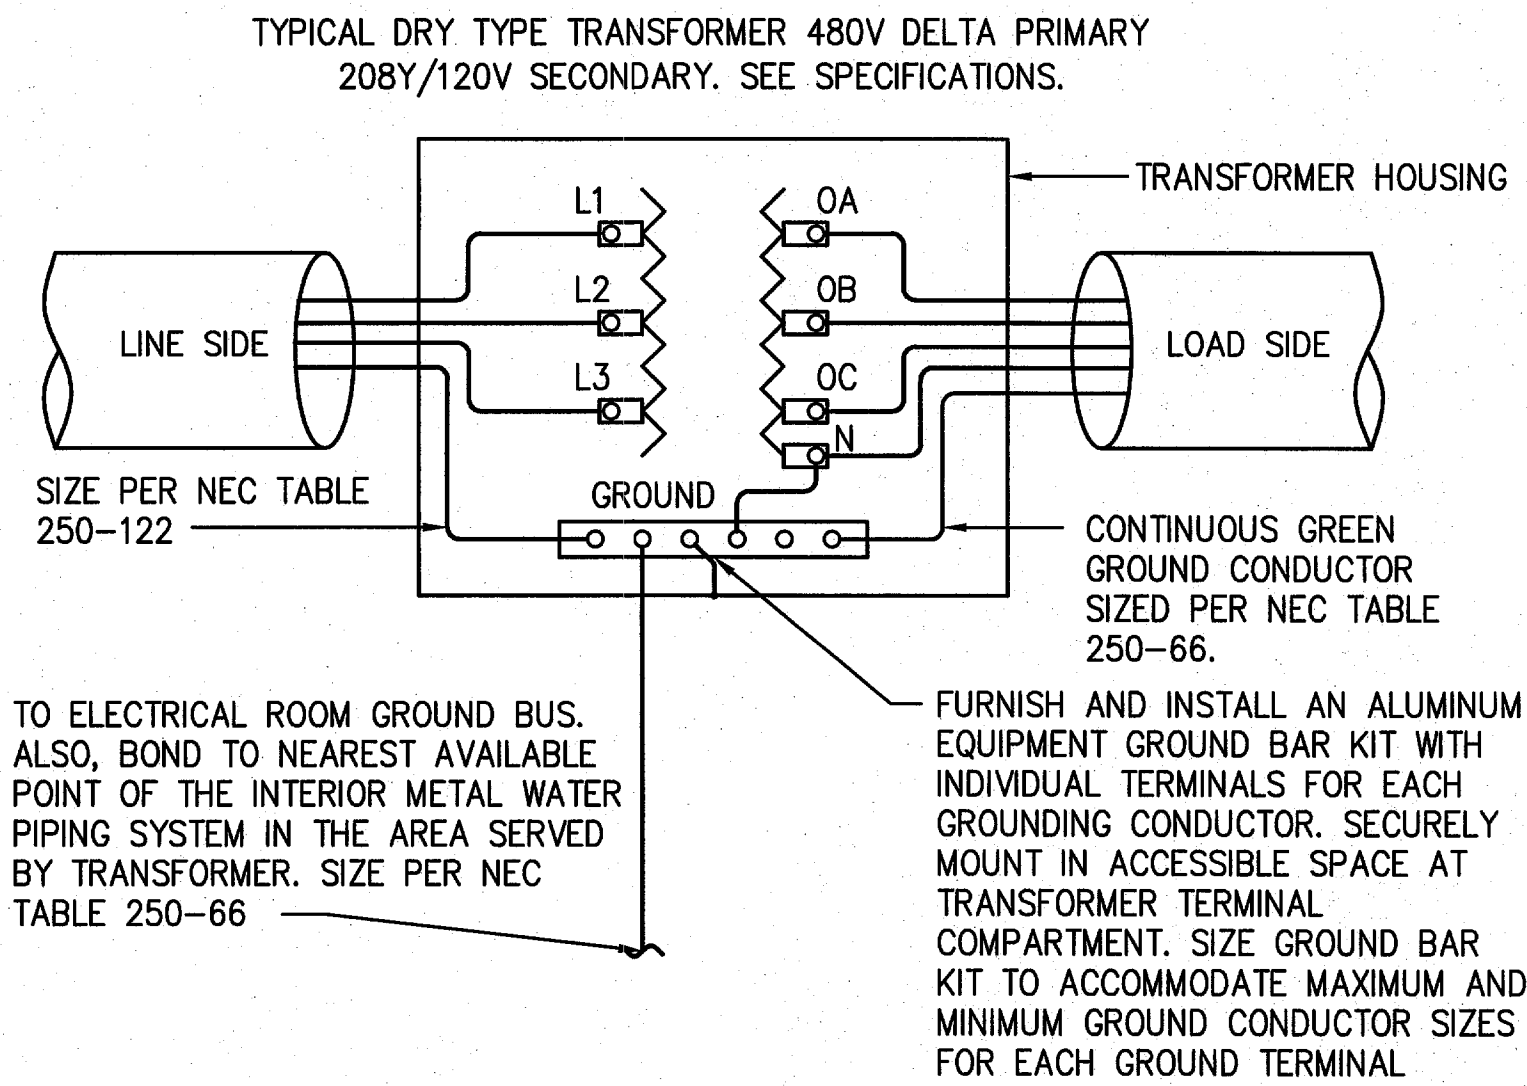 TYPICAL DRY TYPE TRANSFORMER 480V DELTA PRIMARY
208Y/120V SECONDARY. SEE SPECIFICATIONS.
TRANSFORMER HOUSING
L1
OA
L2
OB
LINE SIDE
LOAD SIDE
L3
OC
N
SIZE PER NEC TABLE
250-122
GROUND
CONTINUOUS GREEN
GROUND CONDUCTOR
SIZED PER NEC TABLE
250-66.
TO ELECTRICAL ROOM GROUND BUS.
ALSO, BOND TO NEAREST AVAILABLE
POINT OF THE INTERIOR METAL WATER
PIPING SYSTEM IN THE AREA SERVED
BY TRANSFORMER. SIZE PER NEC
TABLE 250-66
FURNISH AND INSTALL AN ALUMINUM
EQUIPMENT GROUND BAR KIT WITH
INDIVIDUAL TERMINALS FOR EACH
GROUNDING CONDUCTOR. SECURELY
MOUNT IN ACCESSIBLE SPACE AT
TRANSFORMER TERMINAL
COMPARTMENT. SIZE GROUND BAR
KIT TO ACCOMMODATE MAXIMUM AND
MINIMUM GROUND CONDUCTOR SIZES
FOR EACH GROUND TERMINAL